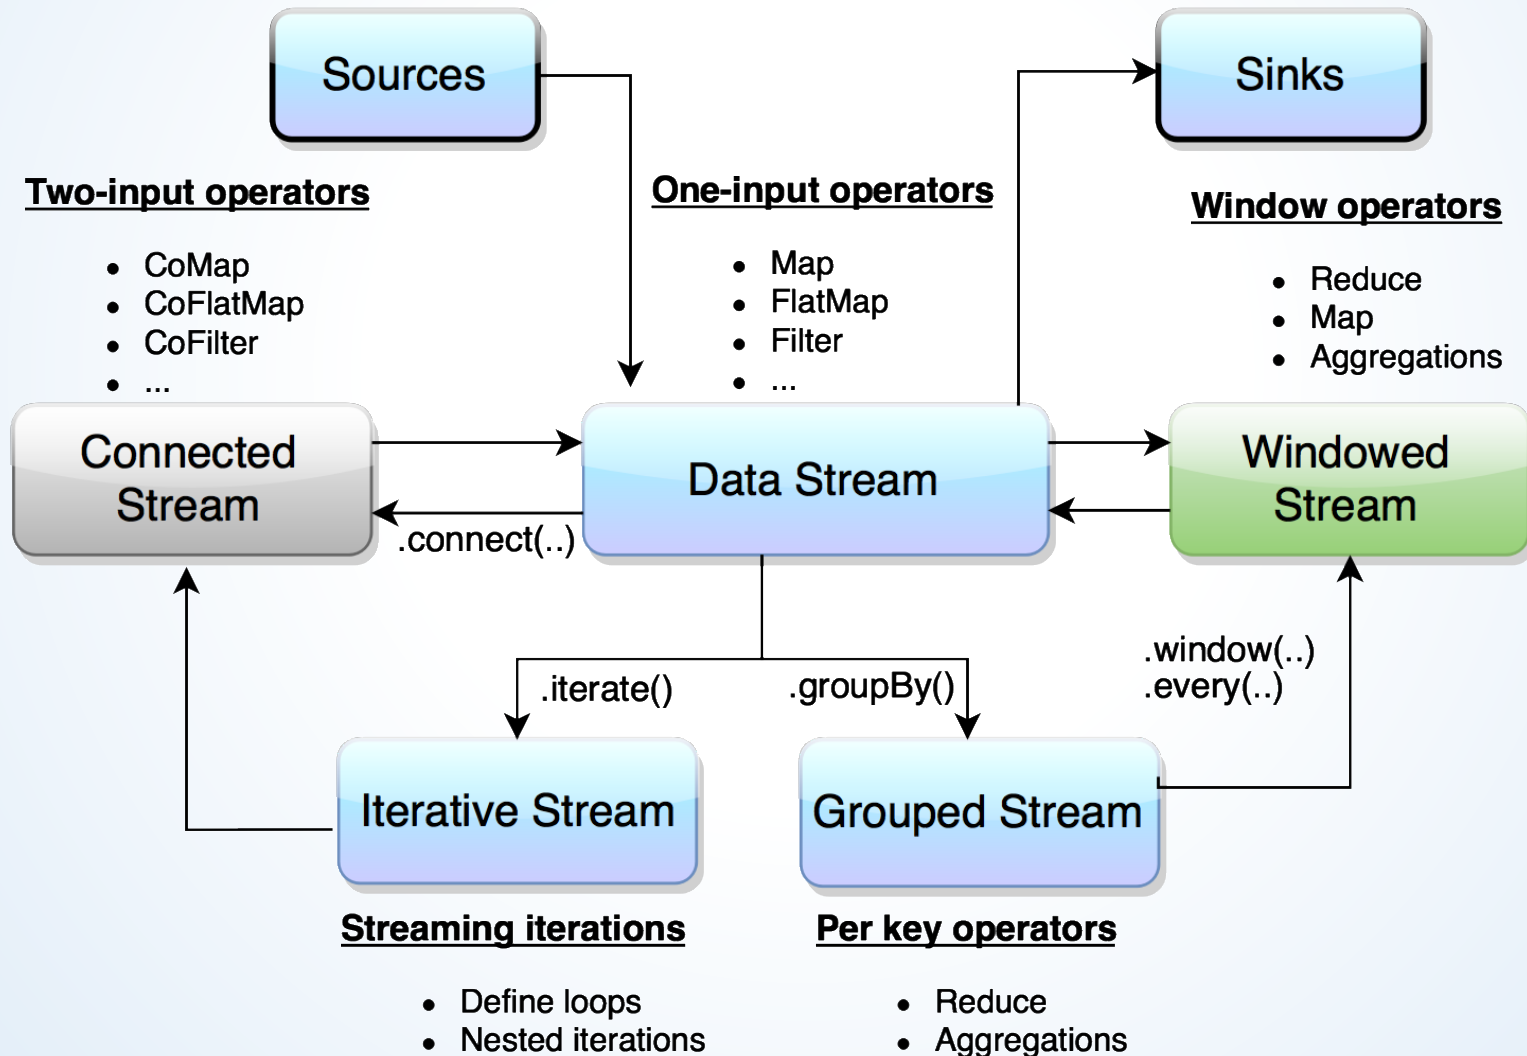 Sources
Sinks
Two-input operators
• CoMap
• CoFlatMap
• CoFilter
• ...
One-input operators
• Map
• FlatMap
• Filter
• ...
Window operators
• Reduce
• Map
• Aggregations
Connected
Stream
Data Stream
Windowed
Stream
.connect(..)
.iterate()
.groupBy()
.window(..)
.every(..)
Iterative Stream
Grouped Stream
Streaming iterations
• Define loops
• Nested iterations
Per key operators
• Reduce
• Aggregations